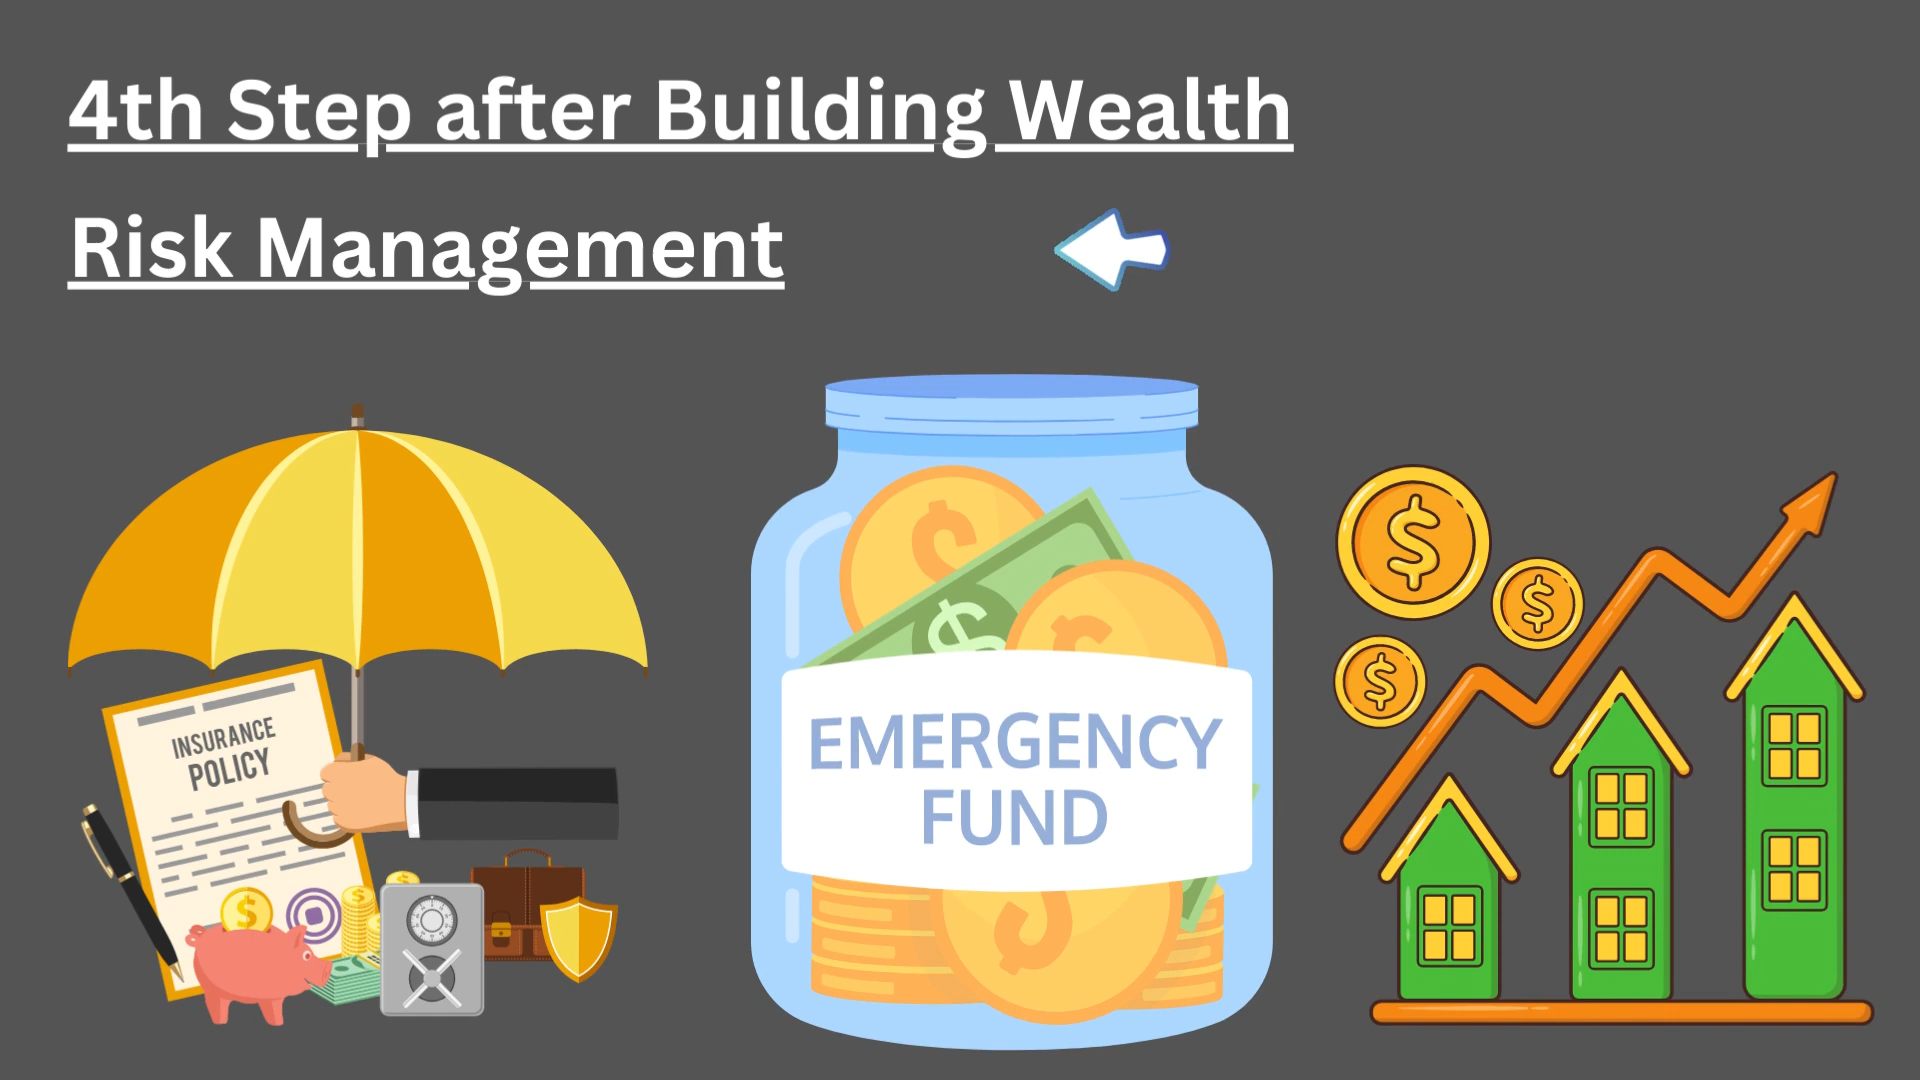 4th Step after Building Wealth
Risk Management
INSURANCE
POLICY
EMERGENCY
FUND